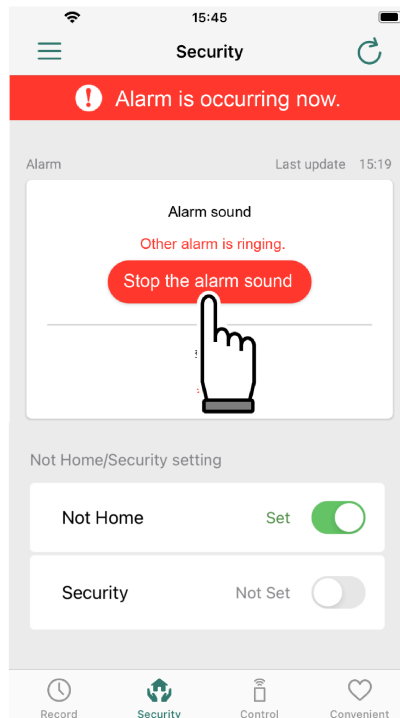 15:45
Security
! Alarm is occurring now.
Alarm Last update 15:19
Alarm sound
Other alarm is ringing.
Stop the alarm sound
Not Home/Security setting
Not Home Set
Security Not Set
Record Security Control Convenient